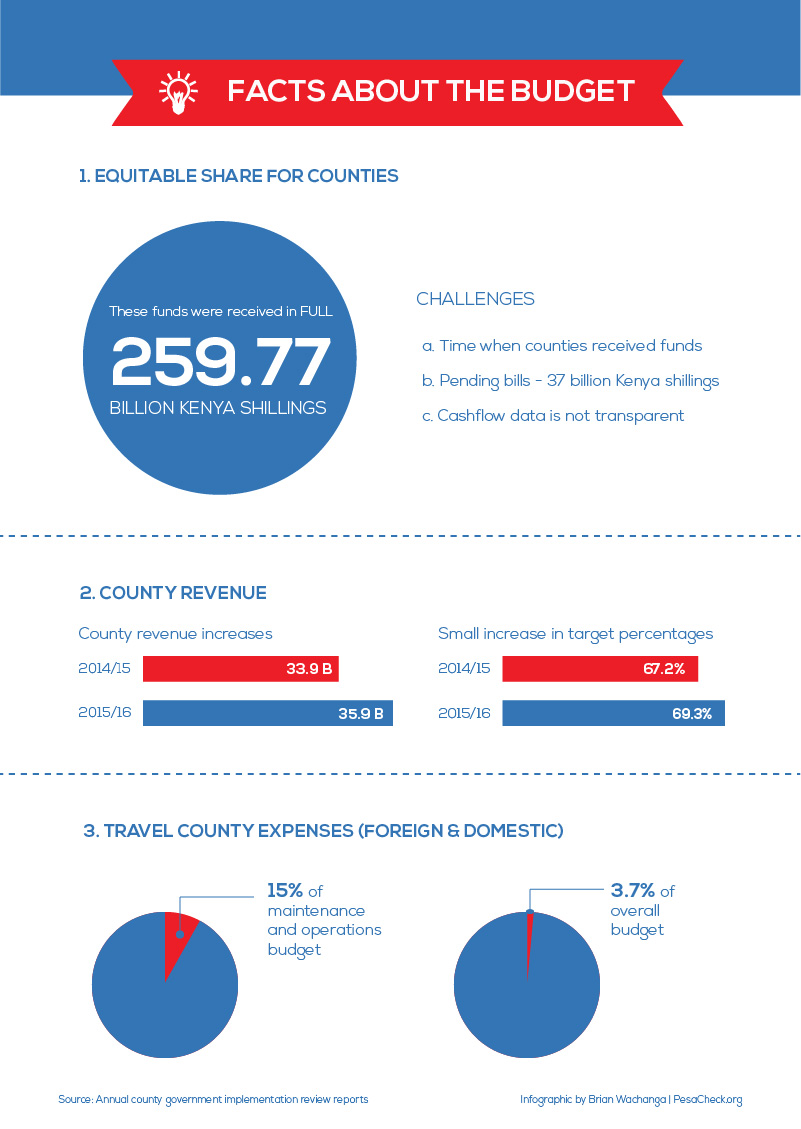 FACTS ABOUT THE BUDGET
1. EQUITABLE SHARE FOR COUNTIES
These funds were received in FULL
259.77
BILLION KENYA SHILLINGS
CHALLENGES
a. Time when counties received funds
b. Pending bills - 37 billion Kenya shillings
c. Cashflow data is not transparent
2. COUNTY REVENUE
County revenue increases
2014/15
33.9 B
2015/16
35.9 B
Small increase in target percentages
2014/15
67.2%
2015/16
69.3%
3. TRAVEL COUNTY EXPENSES (FOREIGN & DOMESTIC)
15% of
maintenance
and operations
budget
3.7% of
overall
budget
Source: Annual county government implementation review reports
Infographic by Brian Wachanga | PesaCheck.org